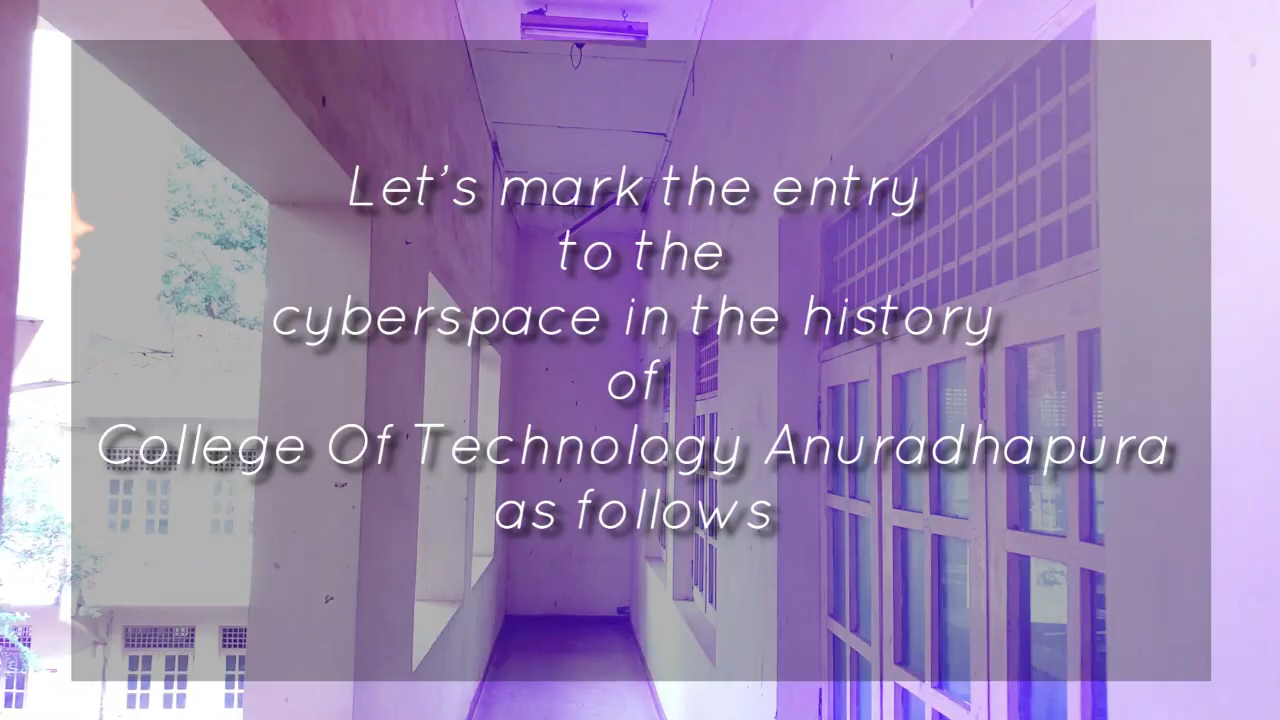 Let's mark the entry
to the
cyberspace in the history
of
College Of Technology Anuradhapura
as follows